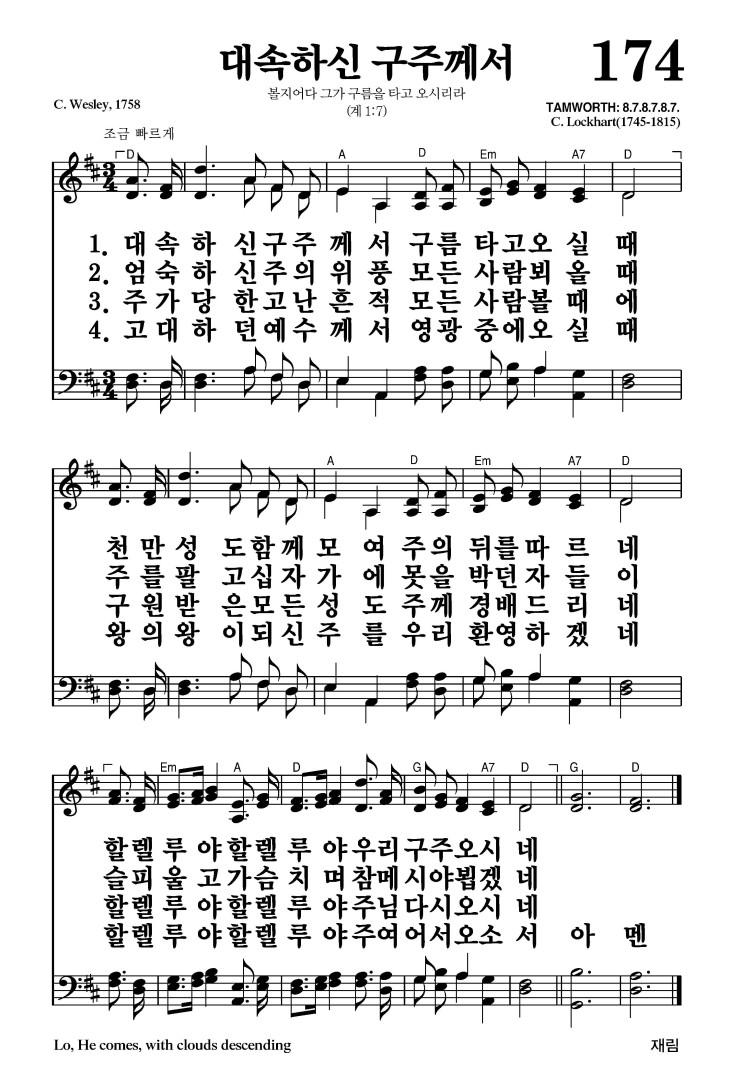 대속하신 구주께서 174
볼지어다 그가 구름을 타고 오시리라
(계 1:7)
C. Wesley, 1758
TAMWORTH: 8.7.8.7.8.7.
C. Lockhart(1745-1815)
조금 빠르게
D A D Em A7 D
3/4
1. 대 속 하 신 구 주 께 서 구 름 타 고 오 실 때
2. 엄 숙 하 신 주 의 위 풍 모 든 사 람 뵈 올 때
3. 주 가 당 한 고 난 흔 적 모 든 사 람 볼 때 에
4. 고 대 하 던 예 수 께 서 영 광 중 에 오 실 때
3/4
A D Em A7 D
천 만 성 도 함 께 모 여 주 의 뒤 를 따 르 네
주 를 팔 고 십 자 가 에 못 을 박 던 자 들 이
구 원 받 은 모 든 성 도 주 께 경 배 드 리 네
왕 의 왕 이 되 신 주 를 우 리 환 영 하 겠 네
Em A D G A7 D G D
할 렐 루 야 할 렐 루 야 우 리 구 주 오 시 네
슬 피 울 고 가 슴 치 며 참 메 시 야 뵙 겠 네
할 렐 루 야 할 렐 루 야 주 님 다 시 오 시 네
할 렐 루 야 할 렐 루 야 주 여 어 서 오 소 서 아 멘
Lo, He comes, with clouds descending
재림